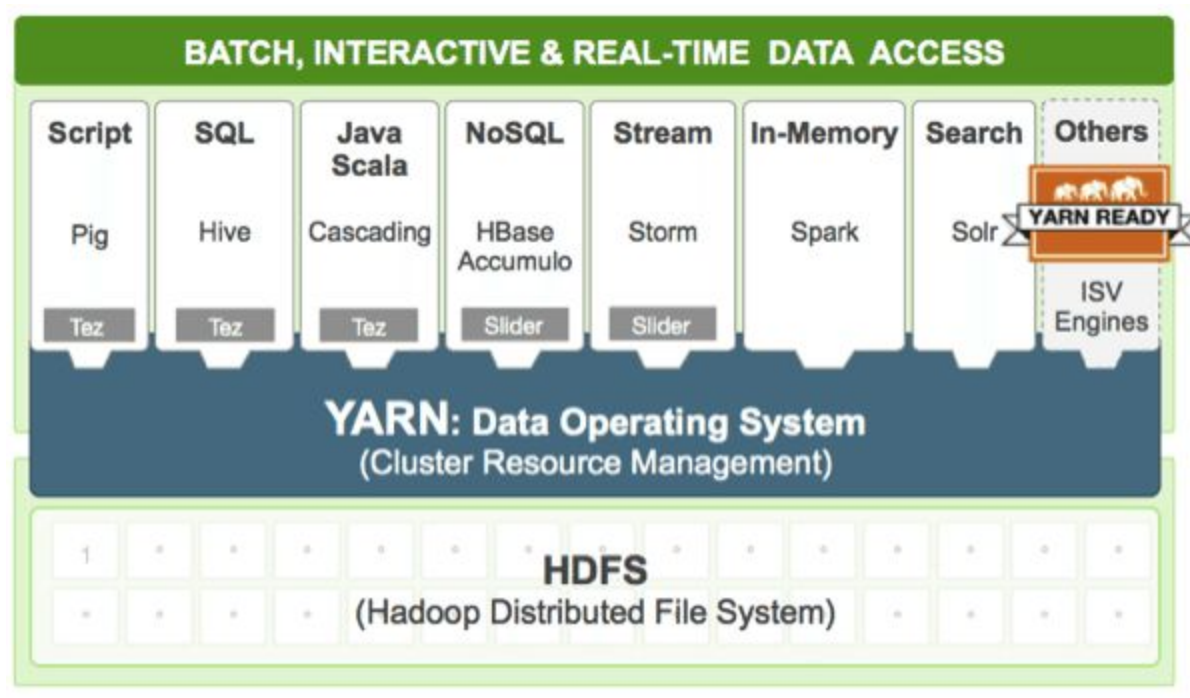 BATCH, INTERACTIVE & REAL-TIME DATA ACCESS
Script
Pig
Tez
SQL
Hive
Tez
Java
Scala
Cascading
Tez
NoSQL
HBase
Accumulo
Slider
Stream
Storm
Slider
In-Memory
Spark
Search
Solr
Others
YARN READY
ISV
Engines
YARN: Data Operating System
(Cluster Resource Management)
1
HDFS
(Hadoop Distributed File System)